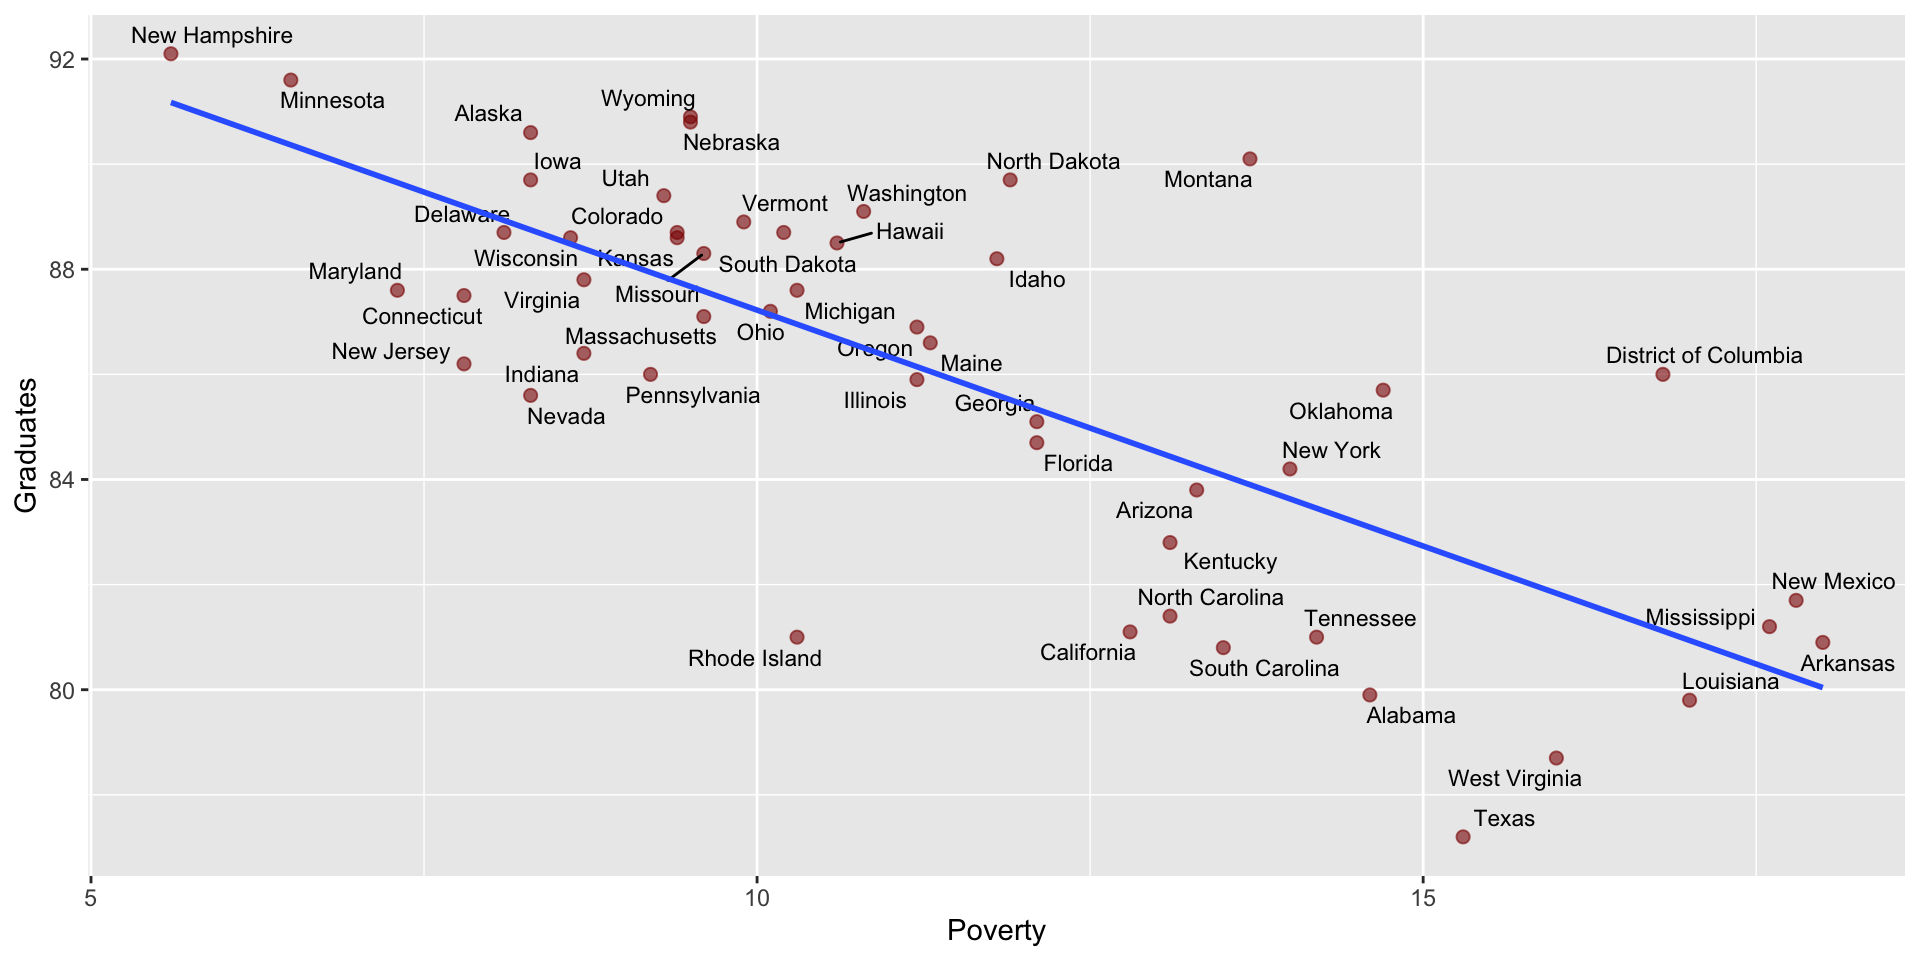 New Hampshire
92
Minnesota
Wyoming
Alaska
Nebraska
Iowa
North Dakota
Utah
Montana
Washington
Vermont
Delaware
Colorado
Hawaii
Wisconsin
Kansas
South Dakota
88
Maryland
Idaho
Virginia
Missouri
Connecticut
Michigan
Ohio
Massachusetts
New Jersey
Oregon
District of Columbia
Maine
Indiana
Pennsylvania
Illinois
Georgia
Oklahoma
Nevada
New York
Florida
84
Graduates
Arizona
Kentucky
New Mexico
North Carolina
Mississippi
Tennessee
California
Rhode Island
Arkansas
South Carolina
Louisiana
80
Alabama
West Virginia
Texas
5
10
15
Poverty